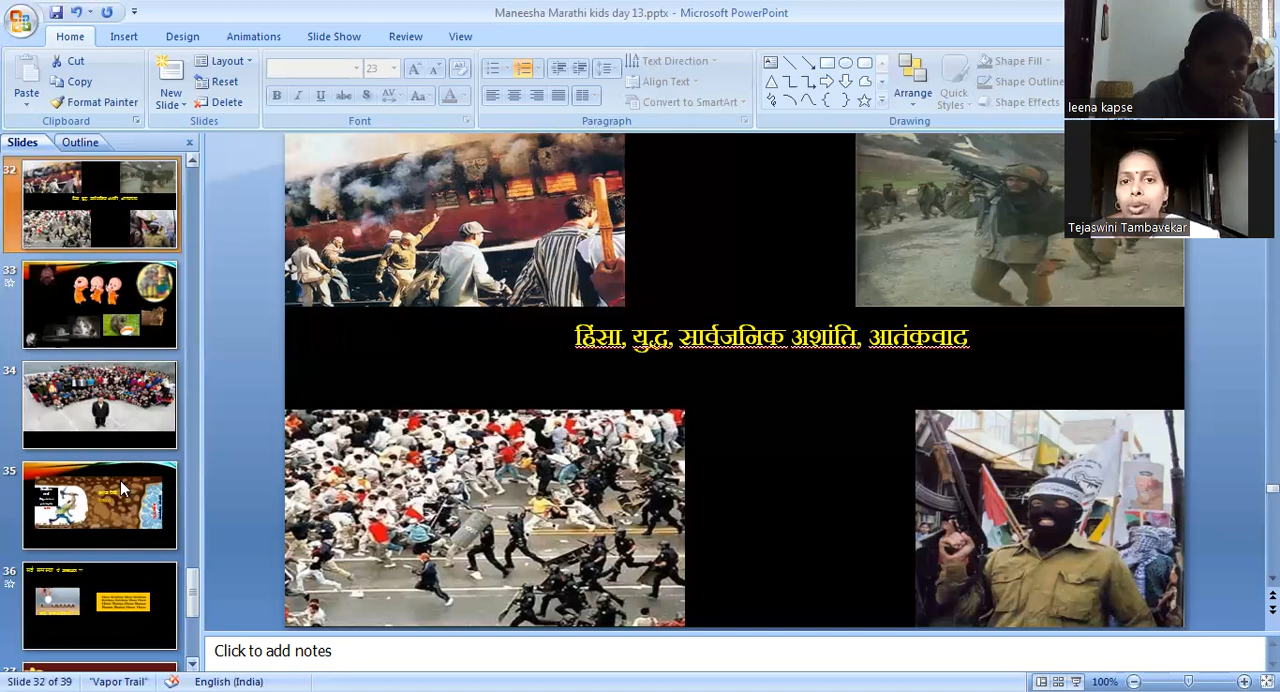 Maneesha Marathi kids day 13.pptx - Microsoft PowerPoint
Home Insert Design Animations Slide Show Review View
Paste
Cut
Copy
Format Painter
Clipboard
New
Slide
Layout
Reset
Delete
Slides
23
Font
Text Direction
Align Text
Convert to SmartArt
Paragraph
Arrange
Quick
Styles
Shape Fill
Shape Outline
Shape Effects
Drawing
leena kapse
Tejaswini Tambavekar
Slides Outline
32
33
34
35
36
हिंसा, युद्ध, सार्वजनिक अशांति, आतंकवाद
Click to add notes
Slide 32 of 39 "Vapor Trail" English (India) 100%